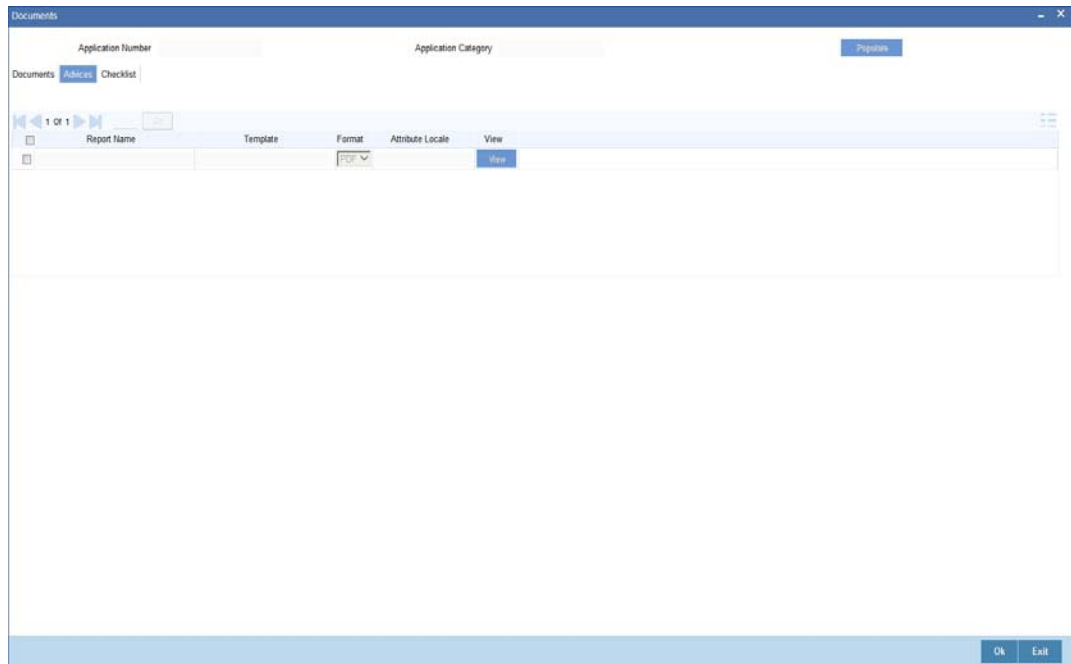 Documents
Application Number Application Category Populate
Documents Advices Checklist
1 Of 1 Go
Report Name Template Format Attribute Locale View
PDF View
Ok Exit